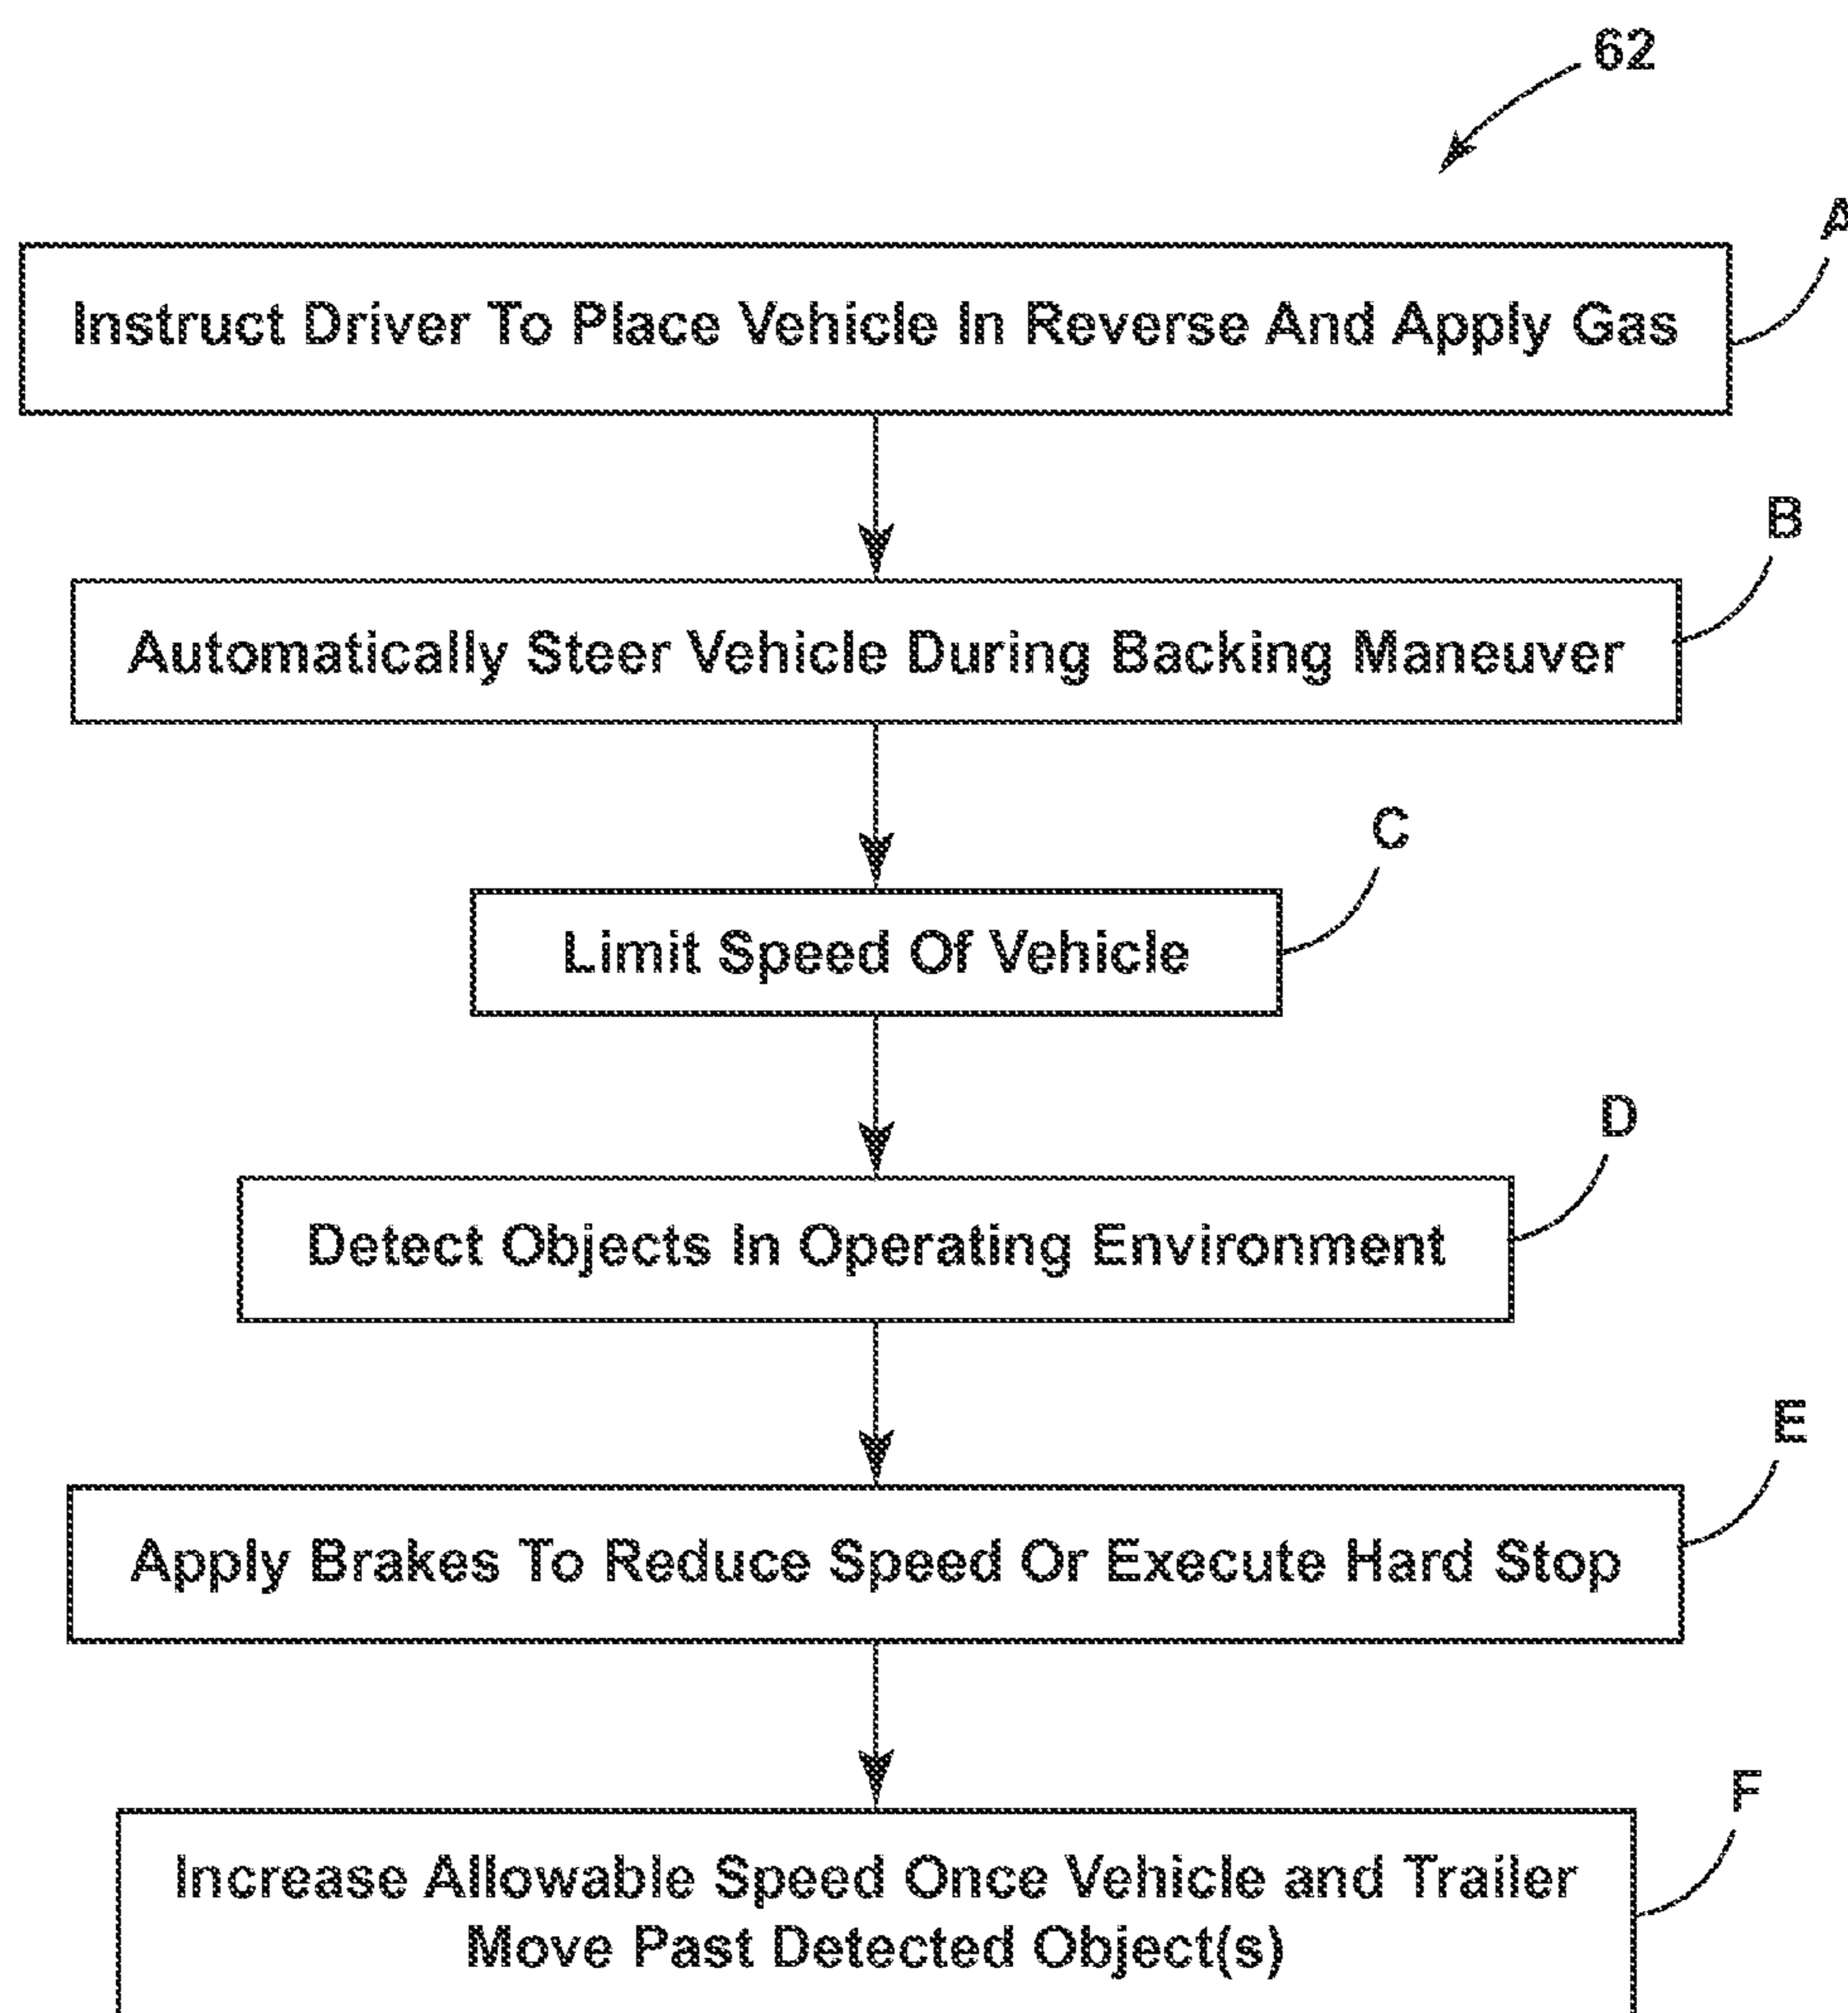 62
A
Instruct Driver To Place Vehicle In Reverse And Apply Gas
B
Automatically Steer Vehicle During Backing Maneuver
C
Limit Speed Of Vehicle
D
Detect Objects In Operating Environment
E
Apply Brakes To Reduce Speed Or Execute Hard Stop
F
Increase Allowable Speed Once Vehicle and Trailer
Move Past Detected Object(s)